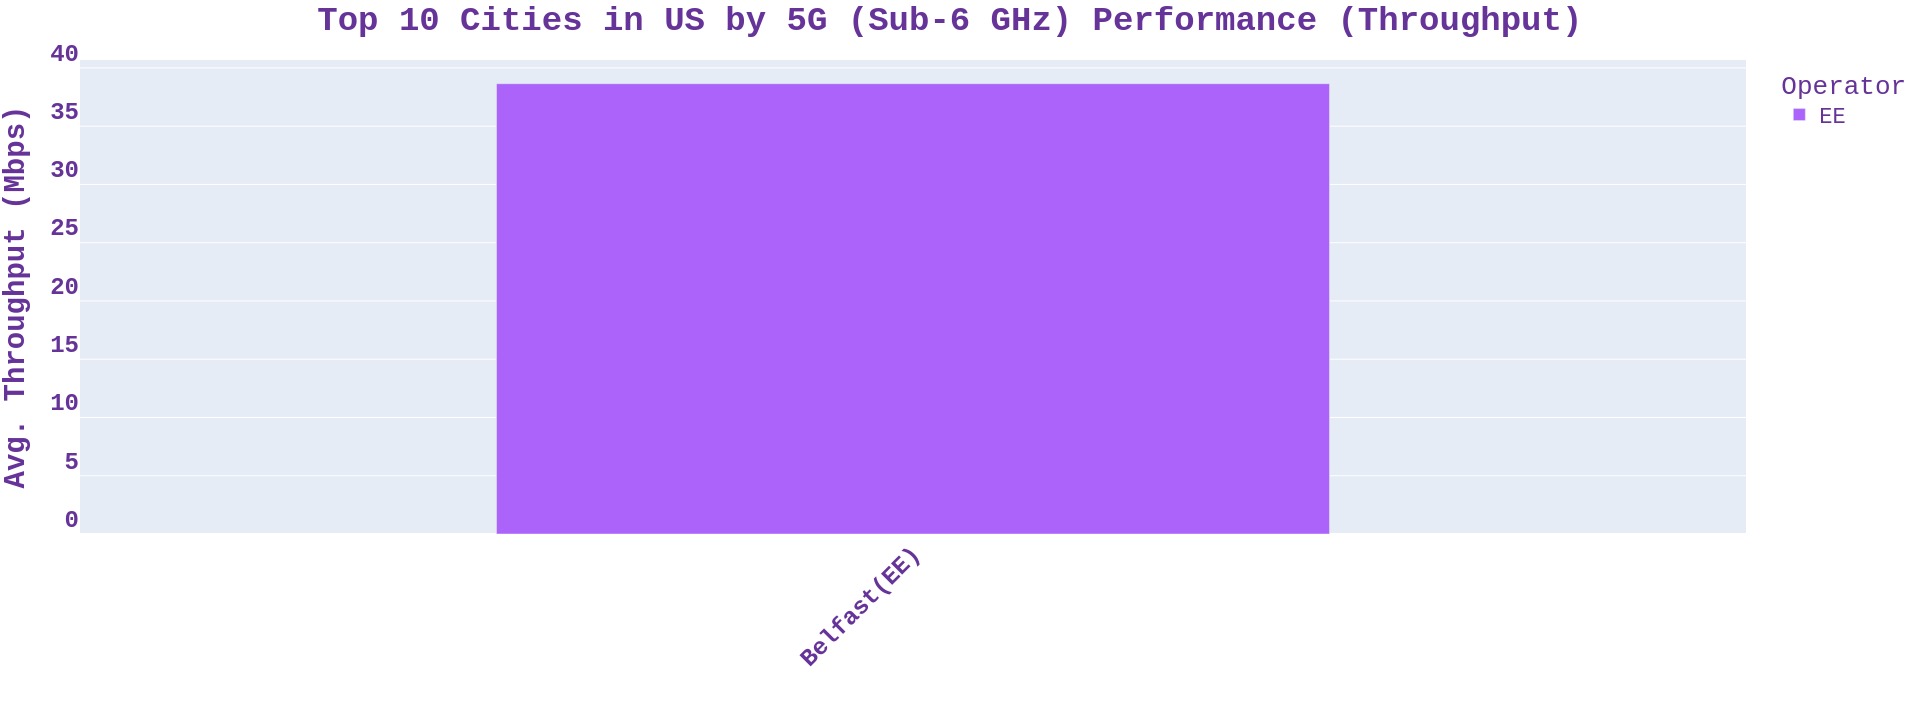 Top 10 Cities in US by 5G (Sub-6 GHz) Performance (Throughput)
Avg. Throughput (Mbps)
40
35
30
25
20
15
10
5
0
Belfast(EE)
Operator
EE